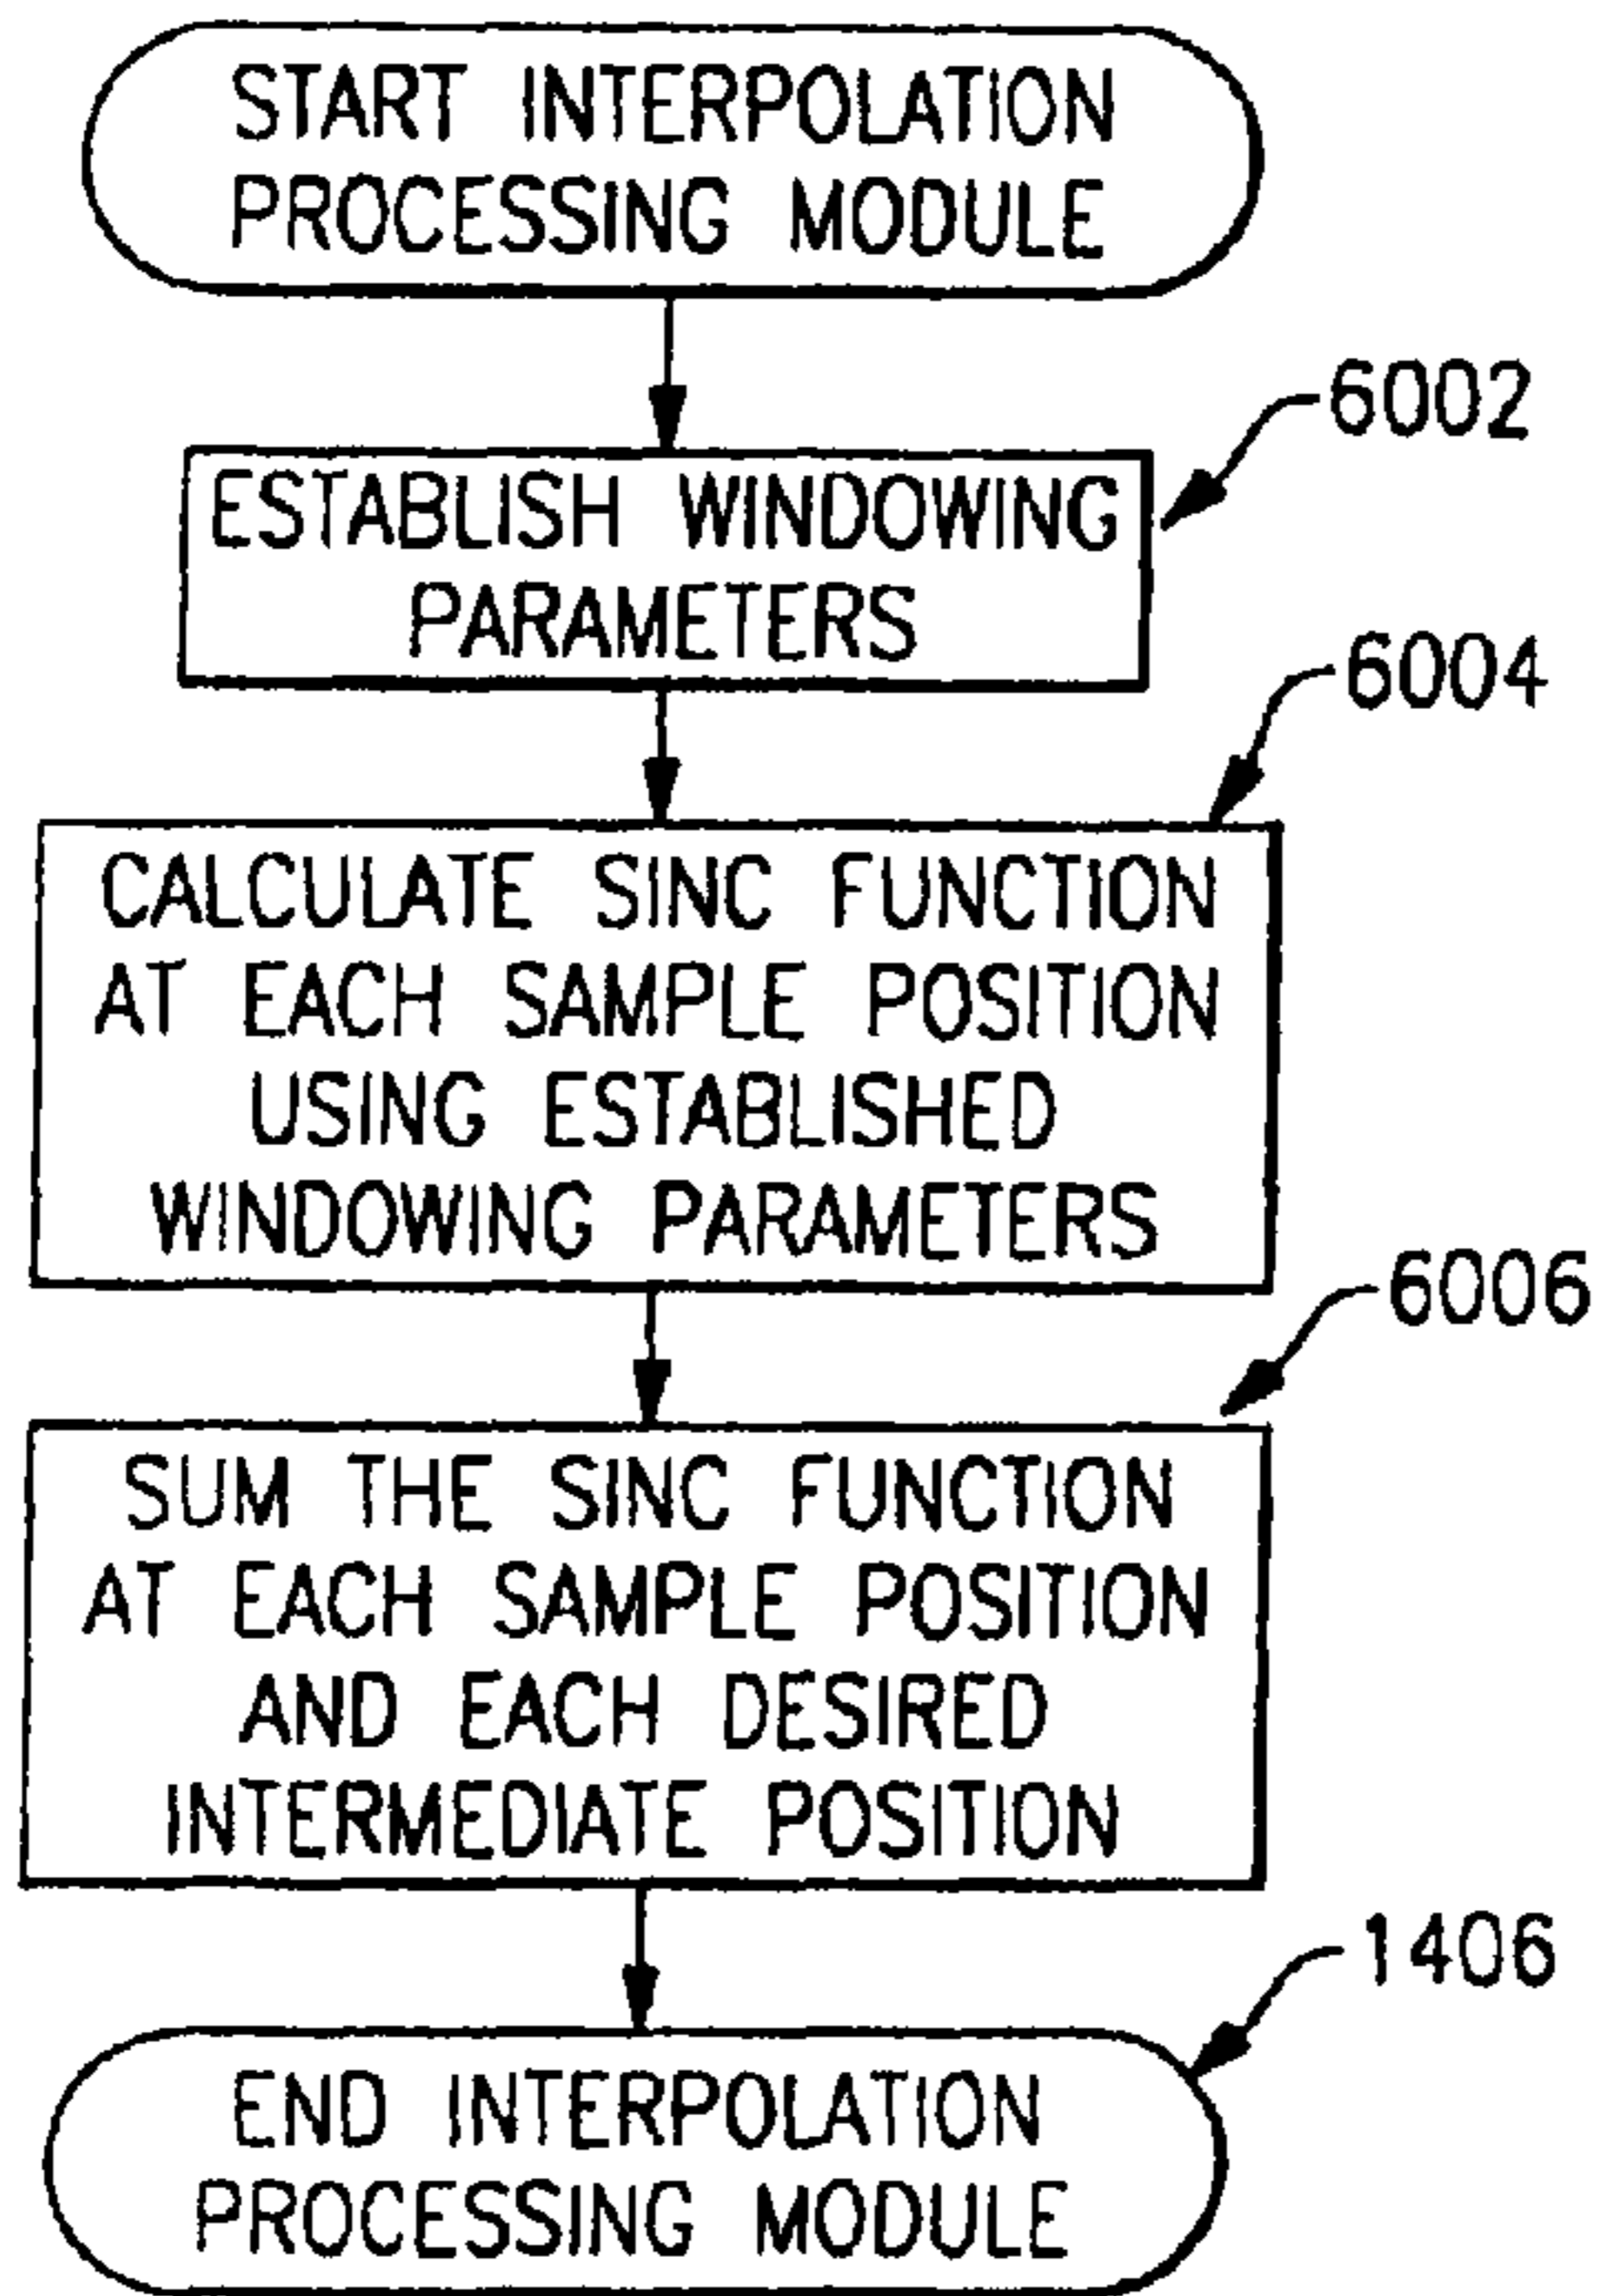 START INTERPOLATION
PROCESSING MODULE
6002
ESTABLISH WINDOWING
PARAMETERS
6004
CALCULATE SINC FUNCTION
AT EACH SAMPLE POSITION
USING ESTABLISHED
WINDOWING PARAMETERS
6006
SUM THE SINC FUNCTION
AT EACH SAMPLE POSITION
AND EACH DESIRED
INTERMEDIATE POSITION
1406
END INTERPOLATION
PROCESSING MODULE